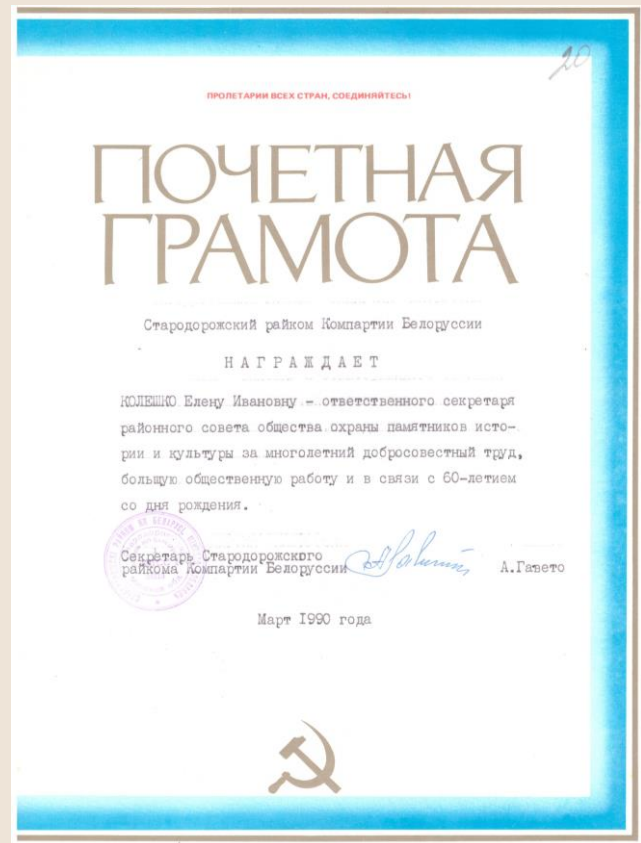 20
ПРОЛЕТАРИИ ВСЕХ СТРАН, СОЕДИНЯЙТЕСЬ!
ПОЧЕТНАЯ
ГРАМОТА
Стародорожский райком Компартии Белоруссии
НАГРАЖДАЕТ
КОЛЕШКО Елену Ивановну - ответственного секретаря
районного совета общества охраны памятников исто-
рии и культуры за многолетний добросовестный труд,
большую общественную работу и в связи с 60-летием
со дня рождения.
Секретарь Стародорожского
райкома Компартии Белоруссии А.Гавето
Март I990 года